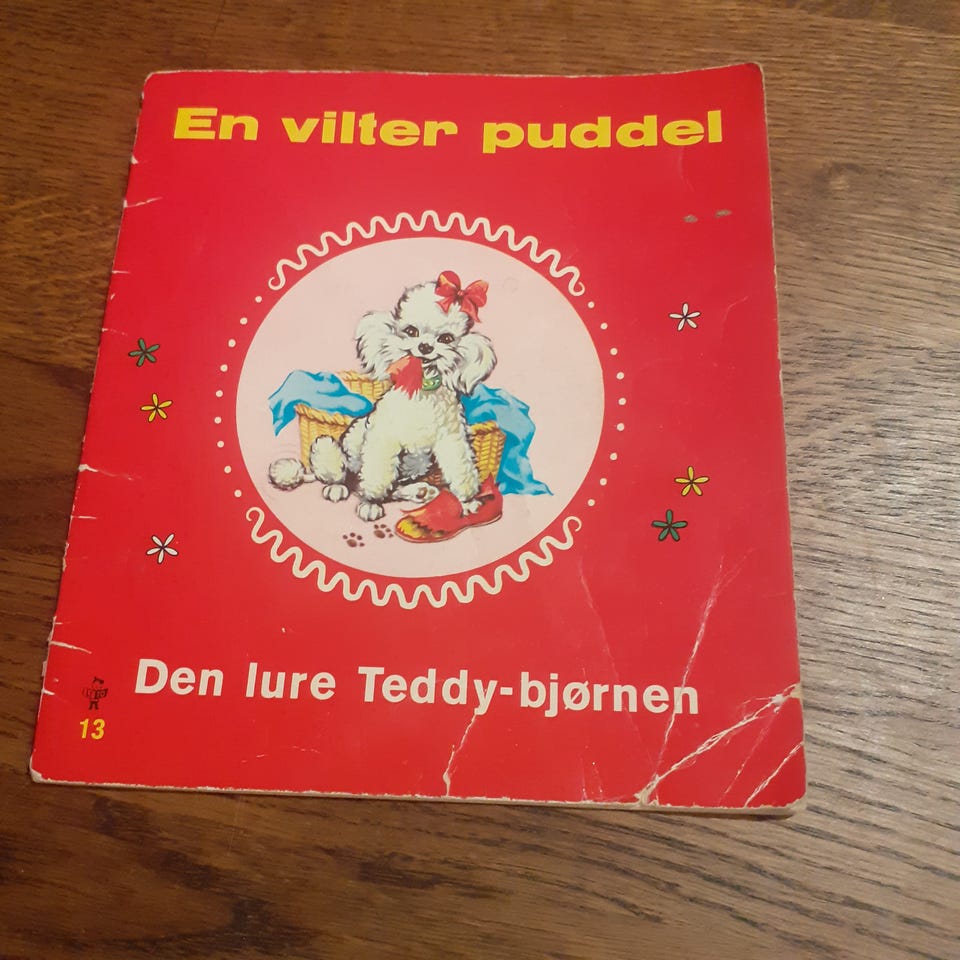 En vilter puddel
Den lure Teddy-bjørnen
13